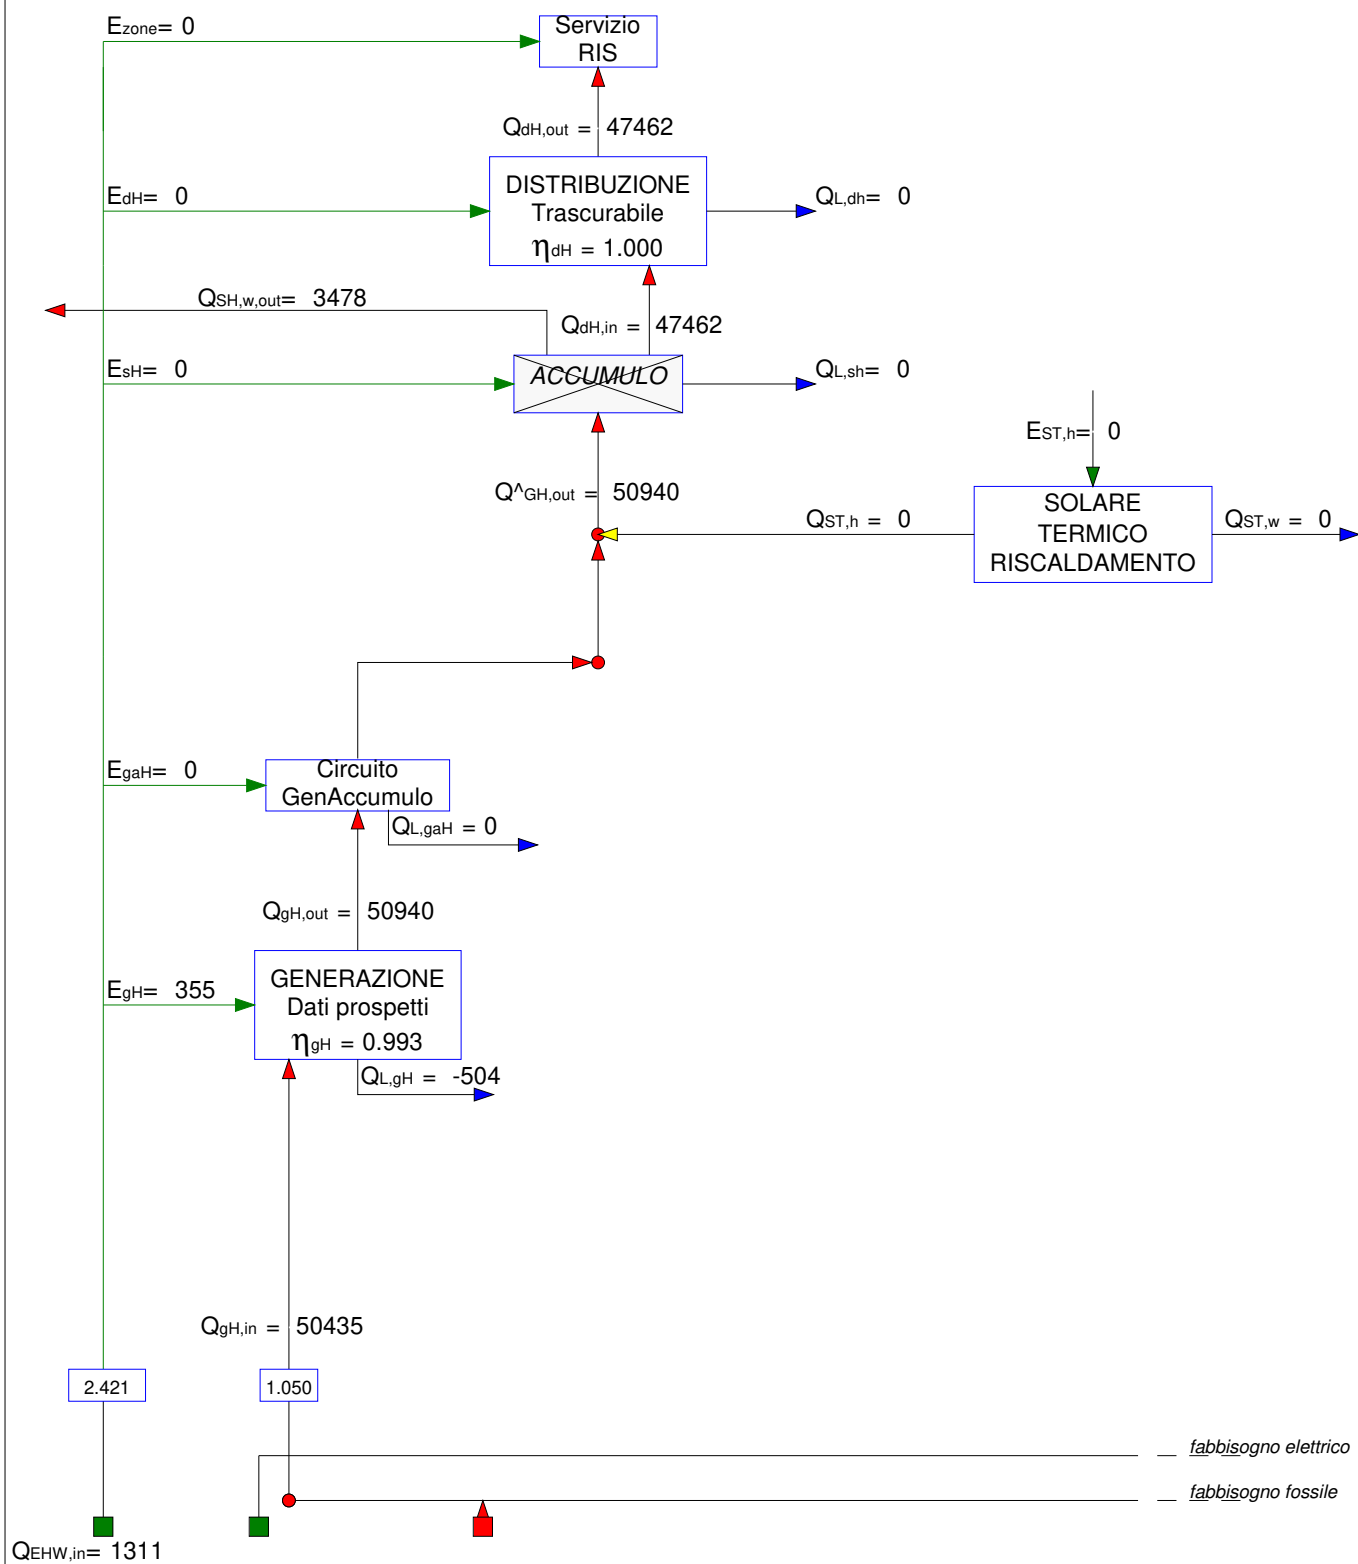 Ezone= 0
Servizio
RIS
QdH,out = 47462
EdH= 0
DISTRIBUZIONE
Trascurabile
ηdH = 1.000
QL,dh= 0
QSH,w,out= 3478
QdH,in = 47462
EsH= 0
ACCUMULO
QL,sh= 0
EST,h= 0
Q^GH,out = 50940
SOLARE
TERMICO
RISCALDAMENTO
QST,h = 0
QST,w = 0
EgaH= 0
Circuito
GenAccumulo
QL,gaH = 0
QgH,out = 50940
EgH= 355
GENERAZIONE
Dati prospetti
ηgH = 0.993
QL,gH = -504
QgH,in = 50435
2.421
1.050
fabbisogno elettrico
fabbisogno fossile
QEHW,in= 1311